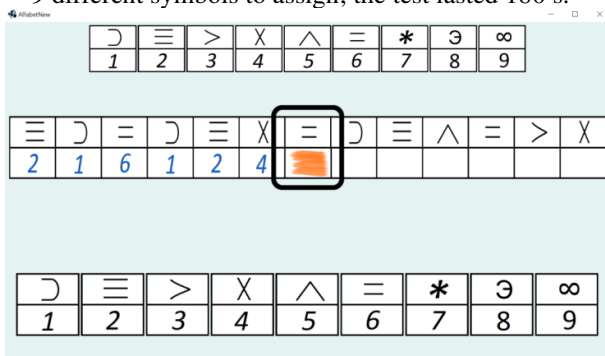 9 different symbols to assign, the test lasted 180 s.
AlfabetNew
⊃ ☰ > X ∧ = * Э ∞
1 2 3 4 5 6 7 8 9
☰ ⊃ = ⊃ ☰ X = ⊃ ☰ ∧ = > X
2 1 6 1 2 4
⊃ ☰ > X ∧ = * Э ∞
1 2 3 4 5 6 7 8 9